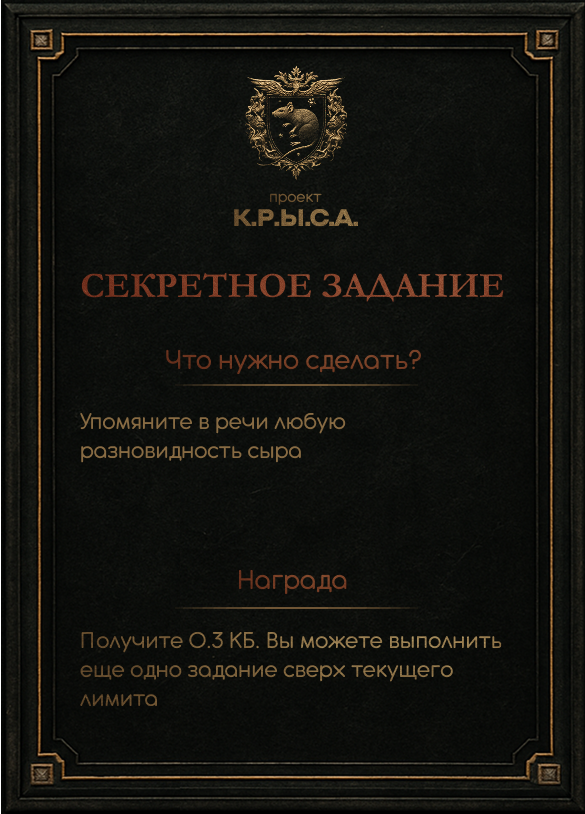 проект
К.Р.Ы.С.А.
СЕКРЕТНОЕ ЗАДАНИЕ
Что нужно сделать?
Упомяните в речи любую
разновидность сыра
Награда
Получите 0.3 КБ. Вы можете выполнить
еще одно задание сверх текущего
лимита